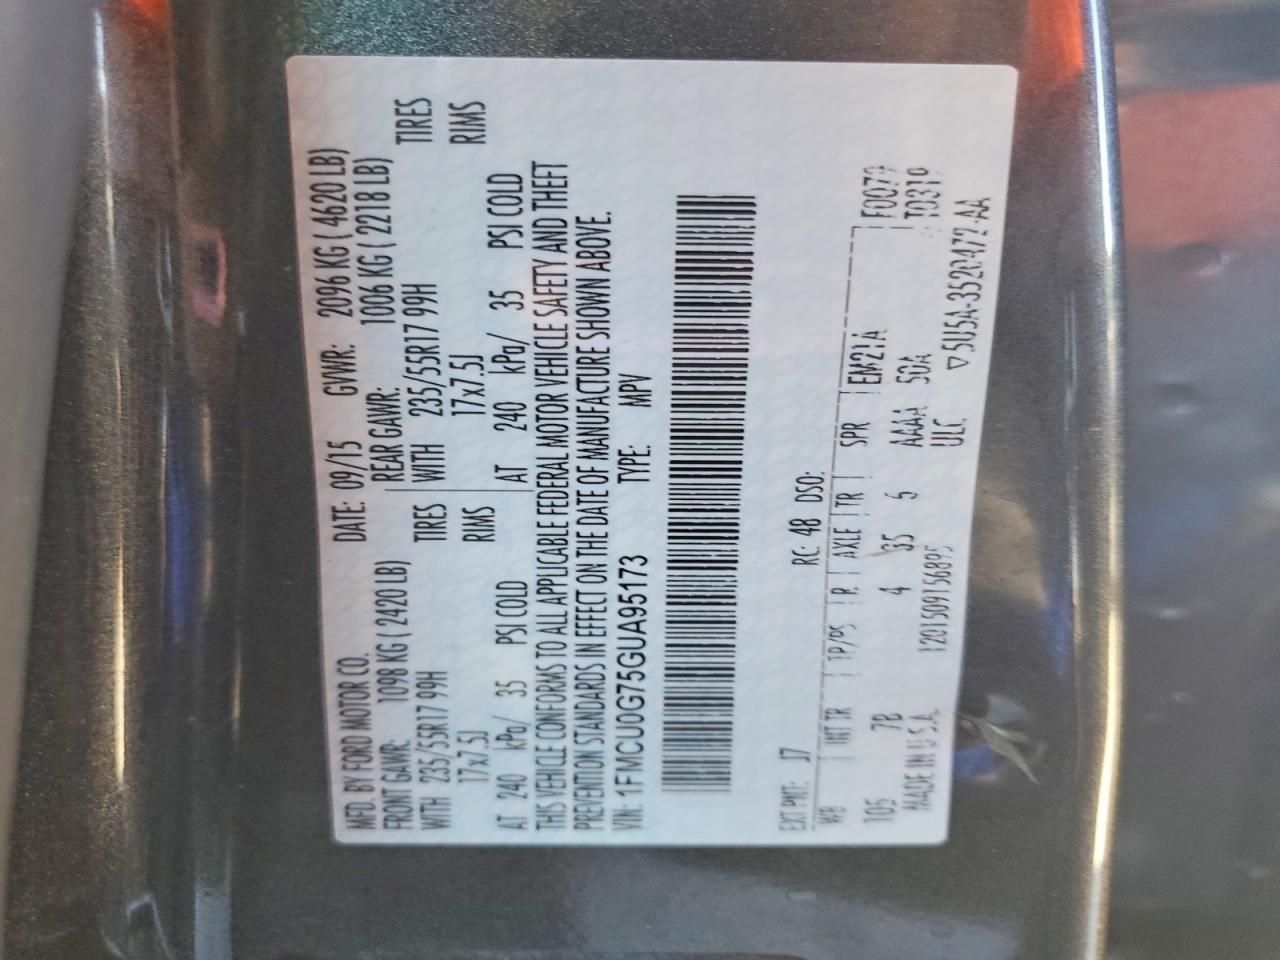 MFD. BY FORD MOTOR CO. DATE: 09/15 GVWR: 2096 KG ( 4620 LB)
FRONT GAWR: 1098 KG ( 2420 LB) REAR GAWR: 1006 KG ( 2218 LB)
WITH 235/55R17 99H TIRES WITH 235/55R17 99H TIRES
17x7.5J RIMS 17x7.5J RIMS
AT 240 kPa/ 35 PSI COLD AT 240 kPa/ 35 PSI COLD
THIS VEHICLE CONFORMS TO ALL APPLICABLE FEDERAL MOTOR VEHICLE SAFETY AND THEFT
PREVENTION STANDARDS IN EFFECT ON THE DATE OF MANUFACTURE SHOWN ABOVE.
VIN: 1FMCU0G75GUA95173 TYPE: MPV
EXT PNT: J7 RC: 48 DSO:
WB INT TR TP/PS R AXLE TR SPR EM21A F0079
105 7B 4 35 6 AAAA 5DA T0319
MADE IN U.S.A. 1201509156895 ULC ▽5U5A-3520472-AA